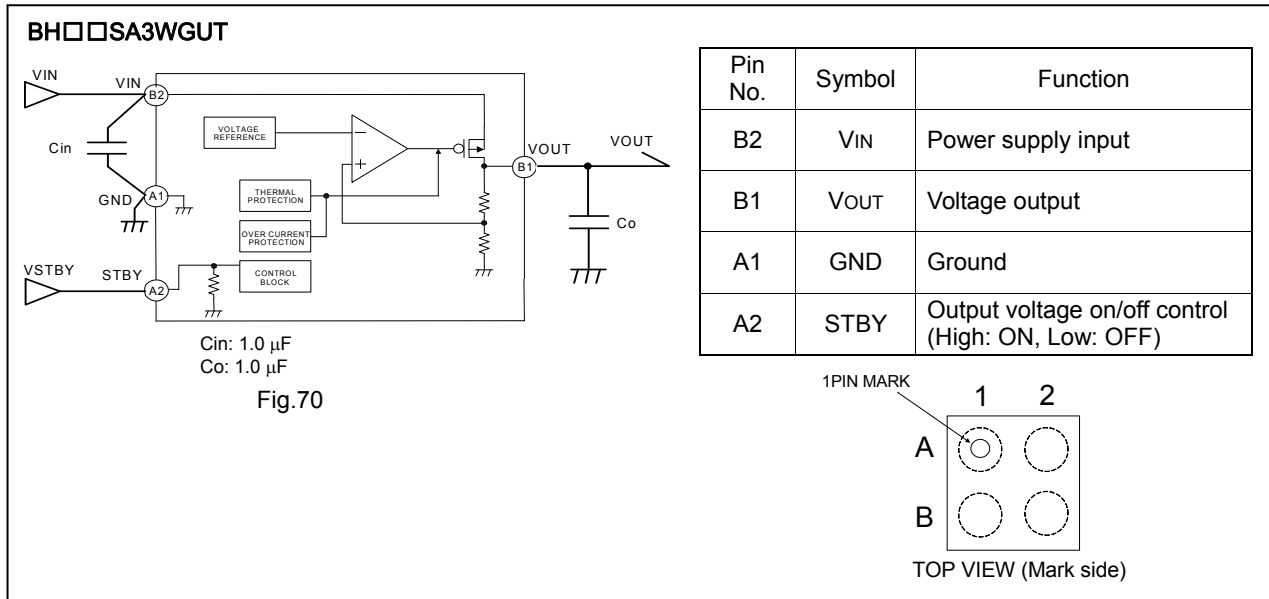 BH□□SA3WGUT
VIN
VIN
B2
Cin
GND
A1
VSTBY
STBY
A2
VOLTAGE
REFERENCE
THERMAL
PROTECTION
OVER CURRENT
PROTECTION
CONTROL
BLOCK
−
+
B1
VOUT
VOUT
Co
Cin: 1.0 μF
Co: 1.0 μF
Fig.70
Pin No. Symbol Function
B2 VIN Power supply input
B1 VOUT Voltage output
A1 GND Ground
A2 STBY Output voltage on/off control
(High: ON, Low: OFF)
1PIN MARK
1 2
A
B
TOP VIEW (Mark side)